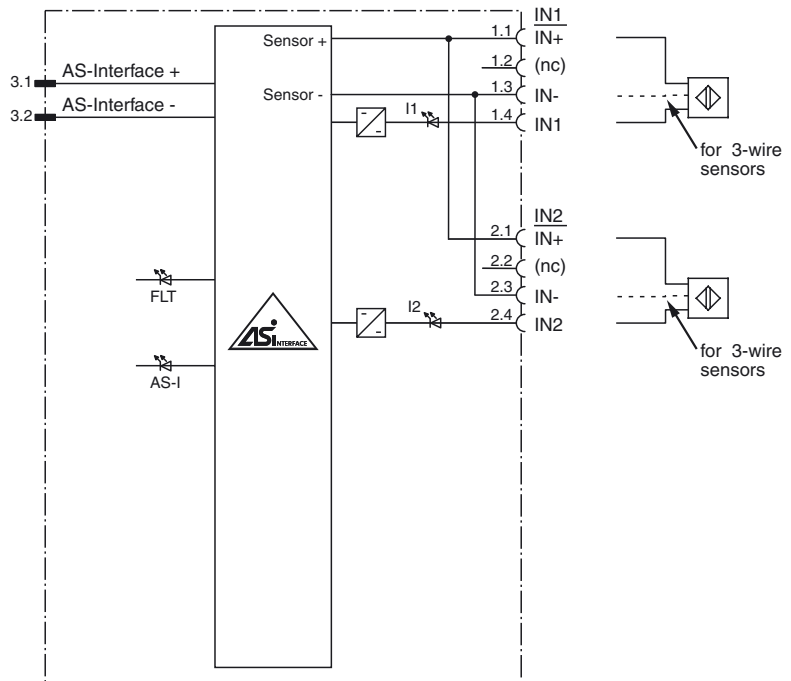 IN1
Sensor +
1.1
IN+
1.2
(nc)
3.1
AS-Interface +
Sensor -
1.3
IN-
3.2
AS-Interface -
I1
1.4
IN1
for 3-wire
sensors
IN2
2.1
IN+
2.2
(nc)
FLT
2.3
IN-
I2
2.4
IN2
ASi
INTERFACE
for 3-wire
sensors
AS-I